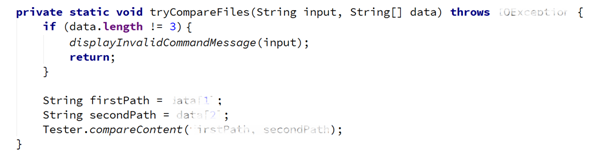 private static void tryCompareFiles(String input, String[] data) throws IOException {
if (data.length != 3) {
displayInvalidCommandMessage(input);
return;
}
String firstPath = data[1];
String secondPath = data[2];
Tester.compareContent(firstPath, secondPath);
}